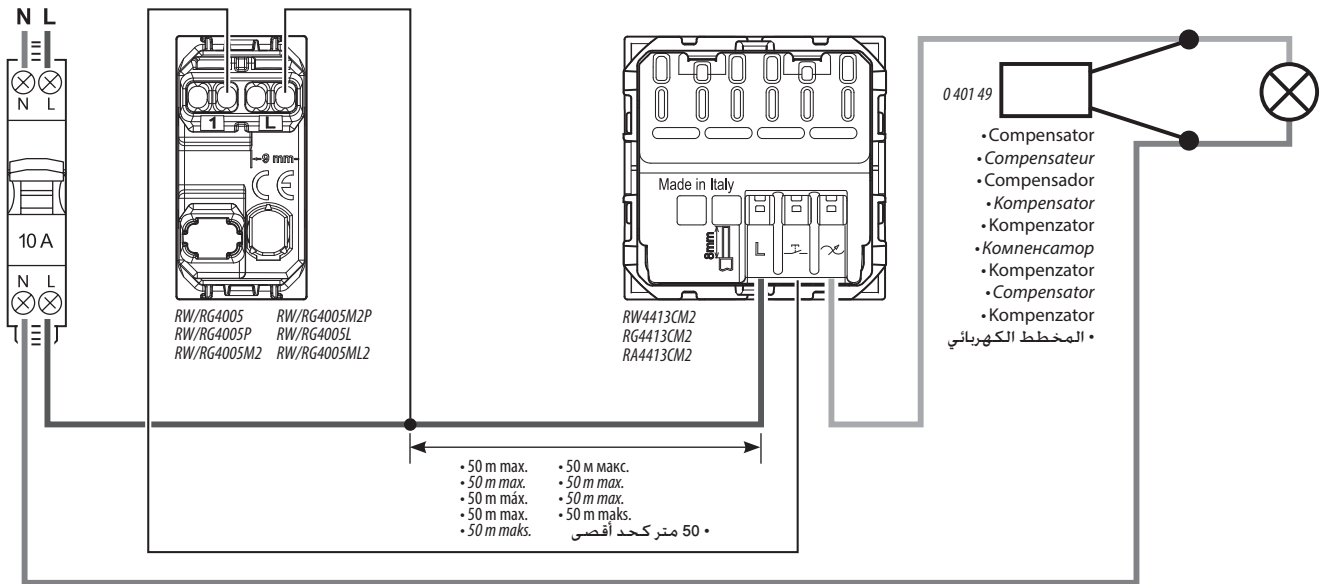 N L
N L
10 A
N L
1 L
9 mm
CE
RW/RG4005
RW/RG4005P
RW/RG4005M2
RW/RG4005M2P
RW/RG4005L
RW/RG4005ML2
Made in Italy
8mm
L
RW4413CM2
RG4413CM2
RA4413CM2
0 401 49
• Compensator
• Compensateur
• Compensador
• Kompensator
• Kompenzator
• Компенсатор
• Kompenzator
• Compensator
• Kompenzator
• المخطط الكهربائي
• 50 m max.
• 50 m max.
• 50 m máx.
• 50 m max.
• 50 m maks.
• 50 м макс.
• 50 m max.
• 50 m max.
• 50 m maks.
• 50 متر كحد أقصى